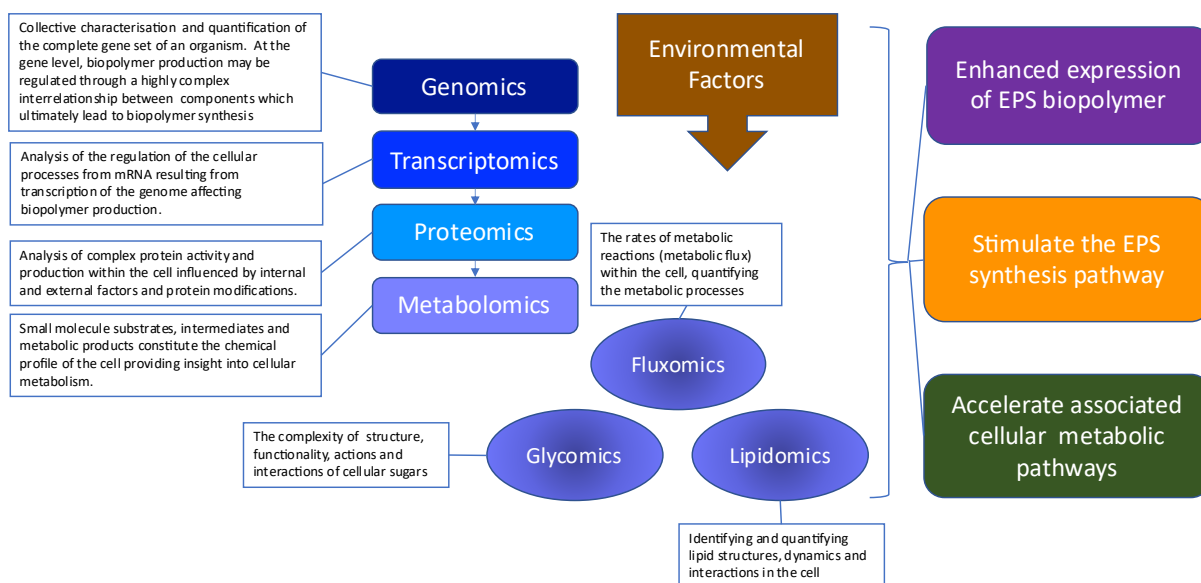 Collective characterisation and quantification
of the complete gene set of an organism. At the
gene level, biopolymer production may be
regulated through a highly complex
interrelationship between components which
ultimately lead to biopolymer synthesis
Genomics
Environmental
Factors
Enhanced expression
of EPS biopolymer
Analysis of the regulation of the cellular
processes from mRNA resulting from
transcription of the genome affecting
biopolymer production.
Transcriptomics
Proteomics
Analysis of complex protein activity and
production within the cell influenced by internal
and external factors and protein modifications.
The rates of metabolic
reactions (metabolic flux)
within the cell, quantifying
the metabolic processes
Stimulate the EPS
synthesis pathway
Metabolomics
Small molecule substrates, intermediates and
metabolic products constitute the chemical
profile of the cell providing insight into cellular
metabolism.
Fluxomics
The complexity of structure,
functionality, actions and
interactions of cellular sugars
Glycomics
Lipidomics
Accelerate associated
cellular metabolic
pathways
Identifying and quantifying
lipid structures, dynamics and
interactions in the cell